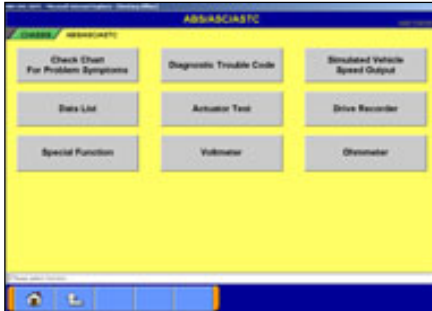 ABS/ASC/ASTC
CHASSIS
ABS/ASC/ASTC
Check Chart
For Problem Symptoms
Diagnostic Trouble Code
Simulated Vehicle
Speed Output
Data List
Actuator Test
Drive Recorder
Special Function
Voltmeter
Ohmmeter